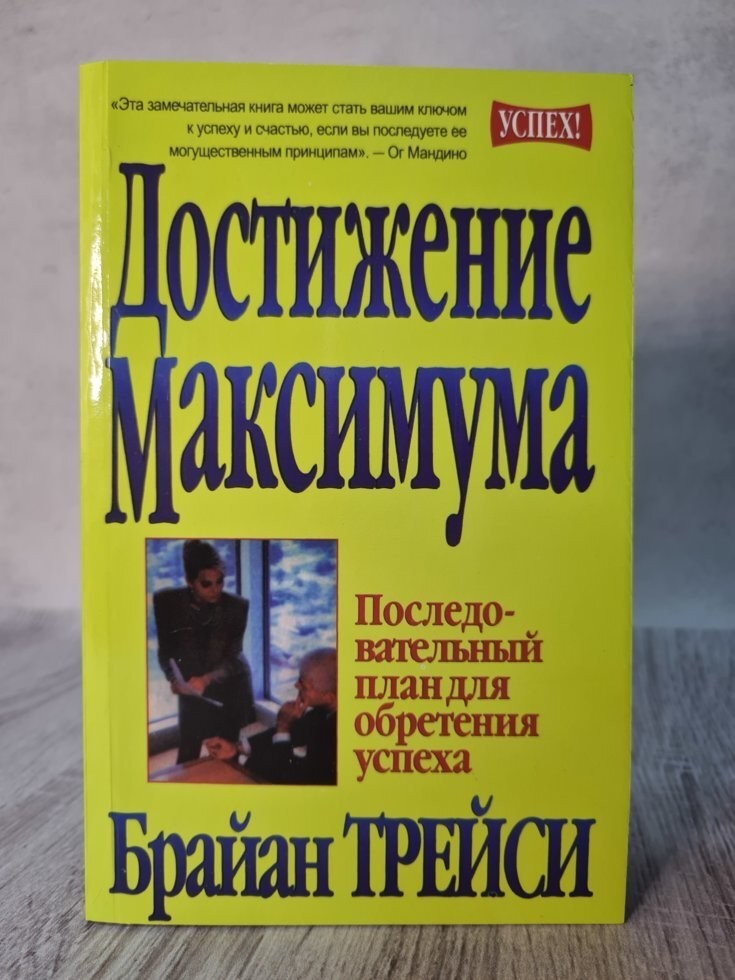 «Эта замечательная книга может стать вашим ключом
к успеху и счастью, если вы последуете ее
могущественным принципам». — Ог Мандино
УСПЕХ!
Достижение
Максимума
Последо-
вательный
план для
обретения
успеха
Брайан ТРЕЙСИ